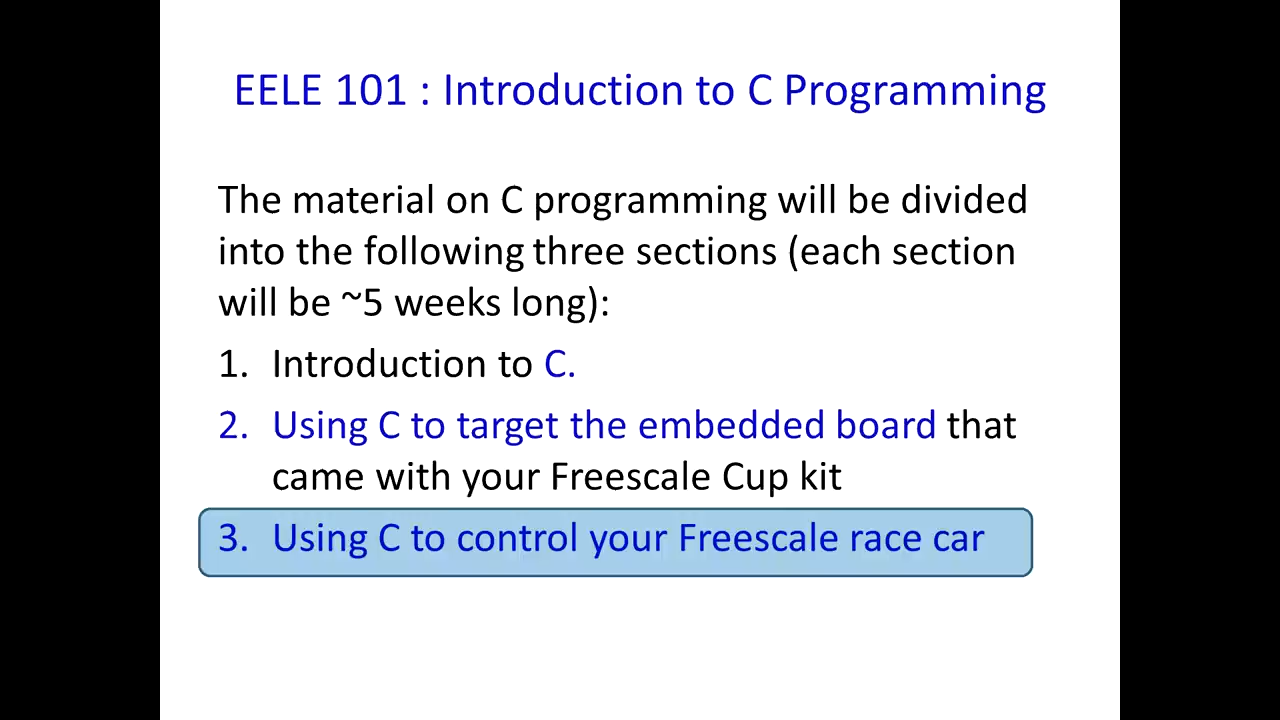 EELE 101 : Introduction to C Programming
The material on C programming will be divided
into the following three sections (each section
will be ~5 weeks long):
1. Introduction to C.
2. Using C to target the embedded board that
came with your Freescale Cup kit
3. Using C to control your Freescale race car